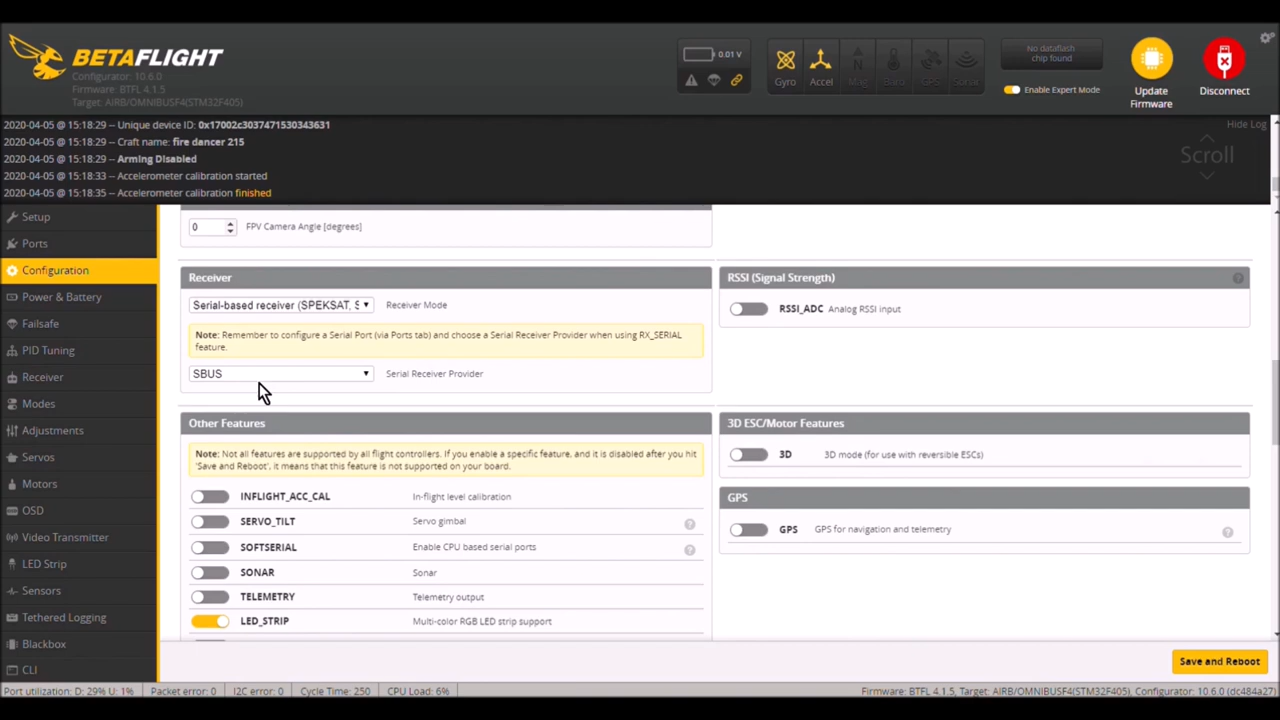 BETAFLIGHT
Configurator: 10.6.0
Firmware: BTFL 4.1.5
Target: AIRB/OMNIBUSF4(STM32F405)
0.01 V
Gyro
Accel
Mag
Baro
GPS
Sonar
No dataflash
chip found
Enable Expert Mode
Update
Firmware
Disconnect
2020-04-05 @ 15:18:29 -- Unique device ID: 0x17002c3037471530343631
2020-04-05 @ 15:18:29 -- Craft name: fire dancer 215
2020-04-05 @ 15:18:29 -- Arming Disabled
2020-04-05 @ 15:18:33 -- Accelerometer calibration started
2020-04-05 @ 15:18:35 -- Accelerometer calibration finished
Hide Log
Scroll
Setup
Ports
Configuration
Power & Battery
Failsafe
PID Tuning
Receiver
Modes
Adjustments
Servos
Motors
OSD
Video Transmitter
LED Strip
Sensors
Tethered Logging
Blackbox
CLI
0 FPV Camera Angle [degrees]
Receiver
Serial-based receiver (SPEKSAT, S Receiver Mode
Note: Remember to configure a Serial Port (via Ports tab) and choose a Serial Receiver Provider when using RX_SERIAL
feature.
SBUS Serial Receiver Provider
RSSI (Signal Strength)
RSSI_ADC Analog RSSI input
Other Features
Note: Not all features are supported by all flight controllers. If you enable a specific feature, and it is disabled after you hit
'Save and Reboot', it means that this feature is not supported on your board.
INFLIGHT_ACC_CAL In-flight level calibration
SERVO_TILT Servo gimbal
SOFTSERIAL Enable CPU based serial ports
SONAR Sonar
TELEMETRY Telemetry output
LED_STRIP Multi-color RGB LED strip support
3D ESC/Motor Features
3D 3D mode (for use with reversible ESCs)
GPS
GPS GPS for navigation and telemetry
Save and Reboot
Port utilization: D: 29% U: 1% Packet error: 0 I2C error: 0 Cycle Time: 250 CPU Load: 6% Firmware: BTFL 4.1.5, Target: AIRB/OMNIBUSF4(STM32F405), Configurator: 10.6.0 (dc484a27)